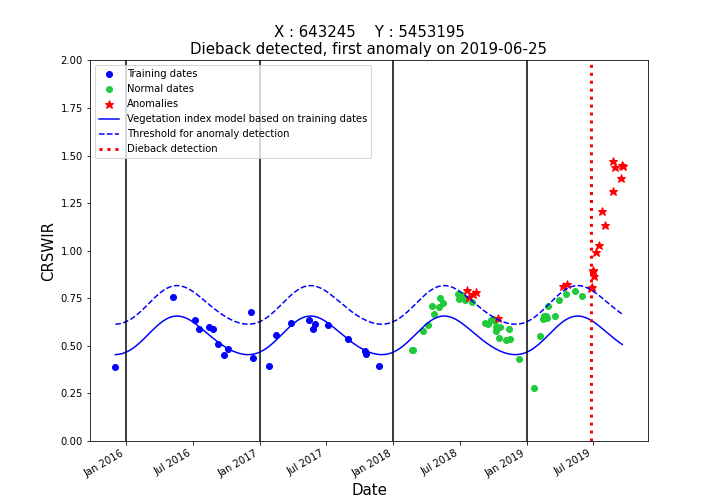 X : 643245    Y : 5453195
Dieback detected, first anomaly on 2019-06-25
2.00
1.75
1.50
1.25
1.00
0.75
0.50
0.25
0.00
CRSWIR
Training dates
Normal dates
Anomalies
Vegetation index model based on training dates
Threshold for anomaly detection
Dieback detection
Jan 2016
Jul 2016
Jan 2017
Jul 2017
Jan 2018
Jul 2018
Jan 2019
Jul 2019
Date